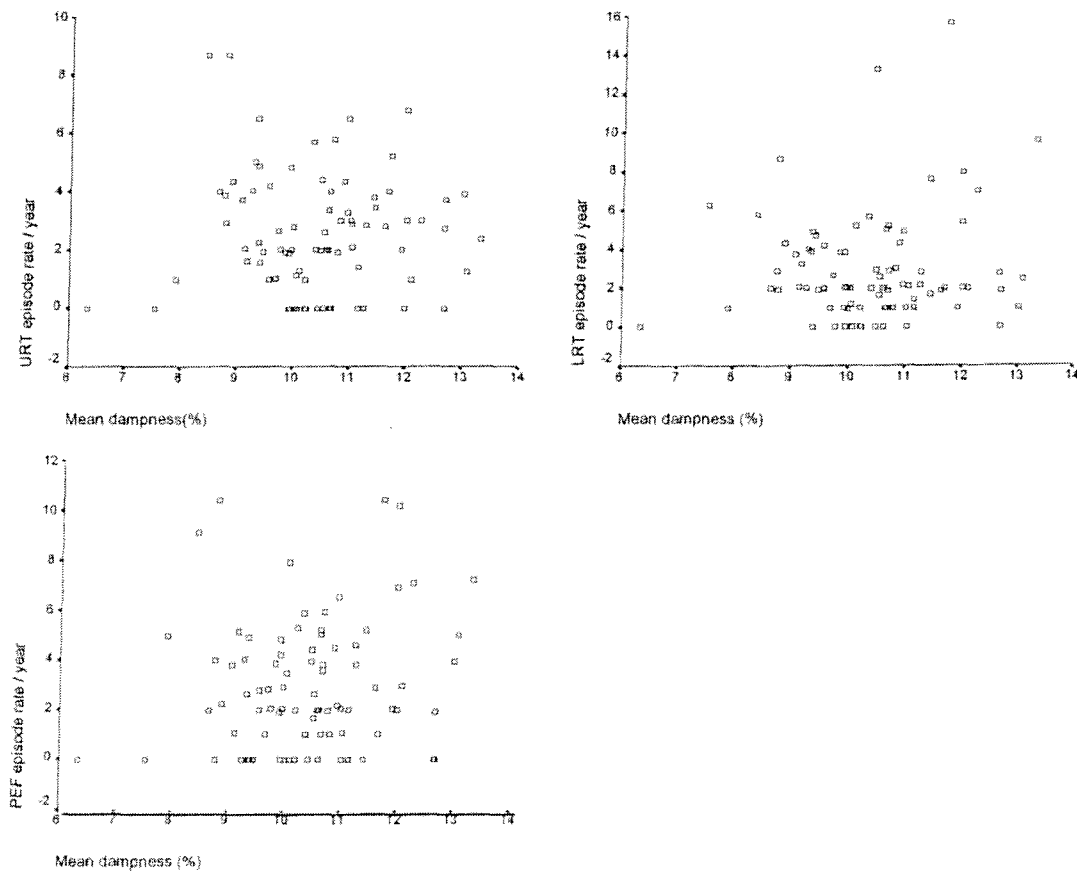 10
8
6
4
2
0
-2
URT episode rate / year
6 7 8 9 10 11 12 13 14
Mean dampness(%)
16
14
12
10
8
6
4
2
0
-2
LRT episode rate / year
6 7 8 9 10 11 12 13 14
Mean dampness (%)
12
10
8
6
4
2
0
-2
PEF episode rate / year
6 7 8 9 10 11 12 13 14
Mean dampness (%)